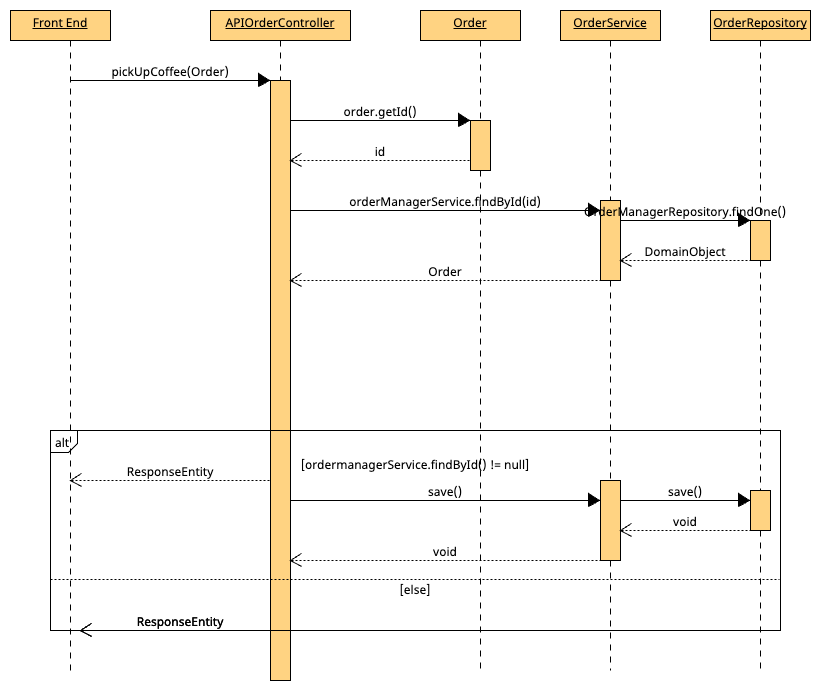 Front End
APIOrderController
Order
OrderService
OrderRepository
pickUpCoffee(Order)
order.getId()
id
orderManagerService.findById(id)
OrderManagerRepository.findOne()
DomainObject
Order
alt
[ordermanagerService.findById() != null]
ResponseEntity
save()
save()
void
void
[else]
ResponseEntity